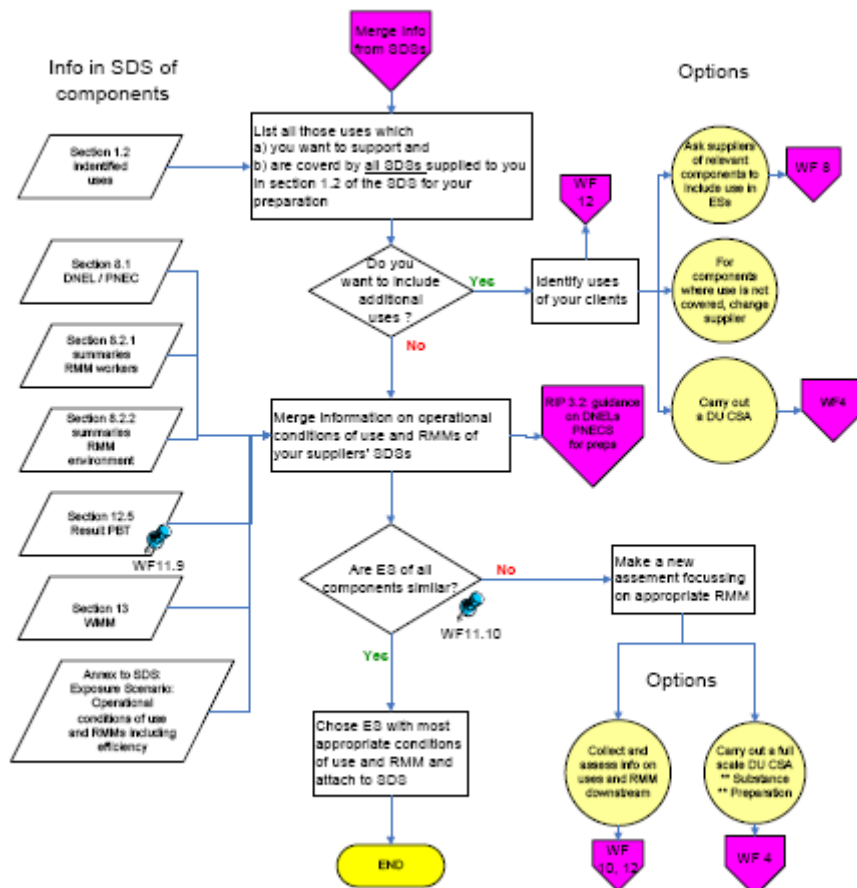 Merge info
from SDSs
Info in SDS of
components
Options
Section 1.2
indentified
uses
List all those uses which
a) you want to support and
b) are coverd by all SDSs supplied to you
in section 1.2 of the SDS for your
preparation
WF
12
Ask suppliers
of relevant
components to
include use in
ESs
WF 8
Section 8.1
DNEL / PNEC
Do you
want to include
additional
uses ?
Yes
Identify uses
of your clients
For
components
where use is not
covered, change
supplier
No
Section 8.2.1
summaries
RMM workers
Section 8.2.2
summaries
RMM
environment
Merge information on operational
conditions of use and RMMs of
your suppliers' SDSs
RIP 3.2: guidance
on DNELs
PNECS
for preps
Carry out
a DU CSA
WF4
Section 12.5
Result PBT
WF11.9
Are ES of all
components similar?
No
WF11.10
Make a new
assement focussing
on appropriate RMM
Section 13
WMM
Yes
Annex to SDS:
Exposure Scenario:
Operational
conditions of use
and RMMs including
efficiency
Chose ES with most
appropriate conditions
of use and RMM and
attach to SDS
Options
Collect and
assess info on
uses and RMM
downstream
Carry out a full
scale DU CSA
** Substance
** Preparation
END
WF
10, 12
WF 4